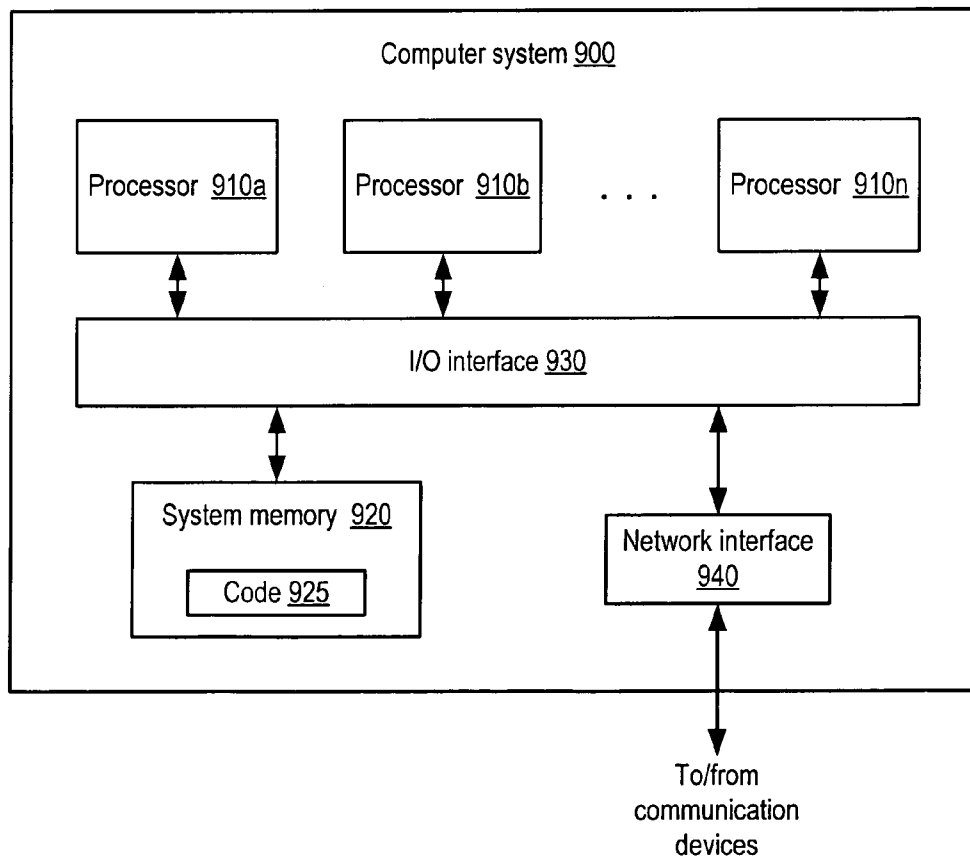 Computer system 900
Processor 910a
Processor 910b
. . .
Processor 910n
I/O interface 930
System memory 920
Code 925
Network interface
940
To/from
communication
devices